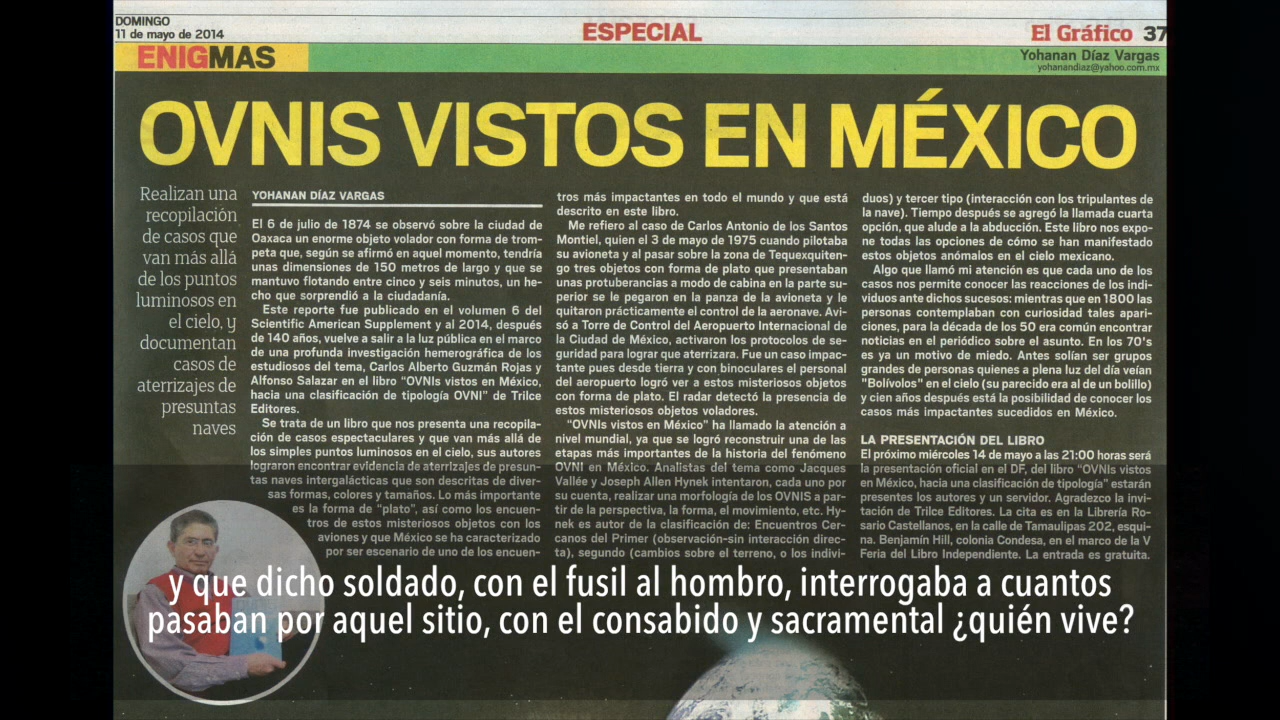 DOMINGO
11 de mayo de 2014
ESPECIAL
El Gráfico 37
ENIGMAS
Yohanan Díaz Vargas
yohanandiaz@yahoo.com.mx
OVNIS VISTOS EN MÉXICO
Realizan una
recopilación
de casos que
van más allá
de los puntos
luminosos en
el cielo, y
documentan
casos de
aterrizajes de
presuntas
naves
YOHANAN DÍAZ VARGAS
El 6 de julio de 1874 se observó sobre la ciudad de
Oaxaca un enorme objeto volador con forma de trom-
peta que, según se afirmó en aquel momento, tendría
unas dimensiones de 150 metros de largo y que se
mantuvo flotando entre cinco y seis minutos, un he-
cho que sorprendió a la ciudadanía.
Este reporte fue publicado en el volumen 6 del
Scientific American Supplement y al 2014, después
de 140 años, vuelve a salir a la luz pública en el marco
de una profunda investigación hemerográfica de los
estudiosos del tema, Carlos Alberto Guzmán Rojas y
Alfonso Salazar en el libro “OVNIs vistos en México,
hacia una clasificación de tipología OVNI” de Trilce
Editores.
Se trata de un libro que nos presenta una recopila-
ción de casos espectaculares y que van más allá de
los simples puntos luminosos en el cielo, sus autores
lograron encontrar evidencia de aterrizajes de presun-
tas naves intergalácticas que son descritas de diver-
sas formas, colores y tamaños. Lo más importante
es la forma de “plato”, así como los encuen-
tros de estos misteriosos objetos con los
aviones y que México se ha caracterizado
por ser escenario de uno de los encuen-
tros más impactantes en todo el mundo y que está
descrito en este libro.
Me refiero al caso de Carlos Antonio de los Santos
Montiel, quien el 3 de mayo de 1975 cuando pilotaba
su avioneta y al pasar sobre la zona de Tequexquiten-
go tres objetos con forma de plato que presentaban
unas protuberancias a modo de cabina en la parte su-
perior se le pegaron en la panza de la avioneta y le
quitaron prácticamente el control de la aeronave. Avi-
só a Torre de Control del Aeropuerto Internacional de
la Ciudad de México, activaron los protocolos de se-
guridad para lograr que aterrizara. Fue un caso impac-
tante pues desde tierra y con binoculares el personal
del aeropuerto logró ver a estos misteriosos objetos
con forma de plato. El radar detectó la presencia de
estos misteriosos objetos voladores.
“OVNIs vistos en México” ha llamado la atención a
nivel mundial, ya que se logró reconstruir una de las
etapas más importantes de la historia del fenómeno
OVNI en México. Analistas del tema como Jacques
Vallée y Joseph Allen Hynek intentaron, cada uno por
su cuenta, realizar una morfología de los OVNIS a par-
tir de la perspectiva, la forma, el movimiento, etc. Hy-
nek es autor de la clasificación de: Encuentros Cer-
canos del Primer (observación-sin interacción direc-
ta), segundo (cambios sobre el terreno, o los indivi-
duos) y tercer tipo (interacción con los tripulantes de
la nave). Tiempo después se agregó la llamada cuarta
opción, que alude a la abducción. Este libro nos expo-
ne todas las opciones de cómo se han manifestado
estos objetos anómalos en el cielo mexicano.
Algo que llamó mi atención es que cada uno de los
casos nos permite conocer las reacciones de los indi-
viduos ante dichos sucesos: mientras que en 1800 las
personas contemplaban con curiosidad tales apari-
ciones, para la década de los 50 era común encontrar
noticias en el periódico sobre el asunto. En los 70's
es ya un motivo de miedo. Antes solían ser grupos
grandes de personas quienes a plena luz del día veían
"Bolívolos" en el cielo (su parecido era al de un bolillo)
y cien años después está la posibilidad de conocer los
casos más impactantes sucedidos en México.
LA PRESENTACIÓN DEL LIBRO
El próximo miércoles 14 de mayo a las 21:00 horas será
la presentación oficial en el DF, del libro “OVNIs vistos
en México, hacia una clasificación de tipología” estarán
presentes los autores y un servidor. Agradezco la invi-
tación de Trilce Editores. La cita es en la Librería Ro-
sario Castellanos, en la calle de Tamaulipas 202, esqui-
na. Benjamín Hill, colonia Condesa, en el marco de la V
Feria del Libro Independiente. La entrada es gratuita.
y que dicho soldado, con el fusil al hombro, interrogaba a cuantos
pasaban por aquel sitio, con el consabido y sacramental ¿quién vive?